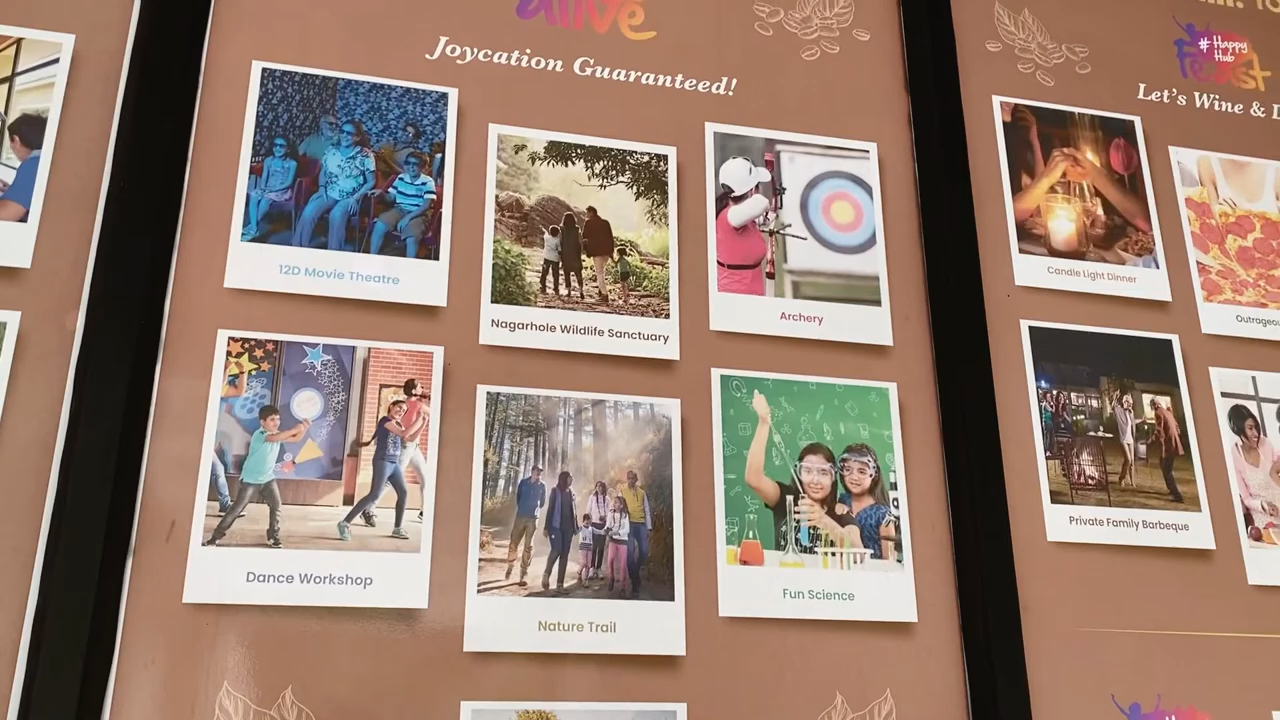 alive
Joycation Guaranteed!
12D Movie Theatre
Nagarhole Wildlife Sanctuary
Archery
Dance Workshop
Nature Trail
Fun Science
# Happy
Hub
Feast
Let's Wine &
Candle Light Dinner
Private Family Barbeque